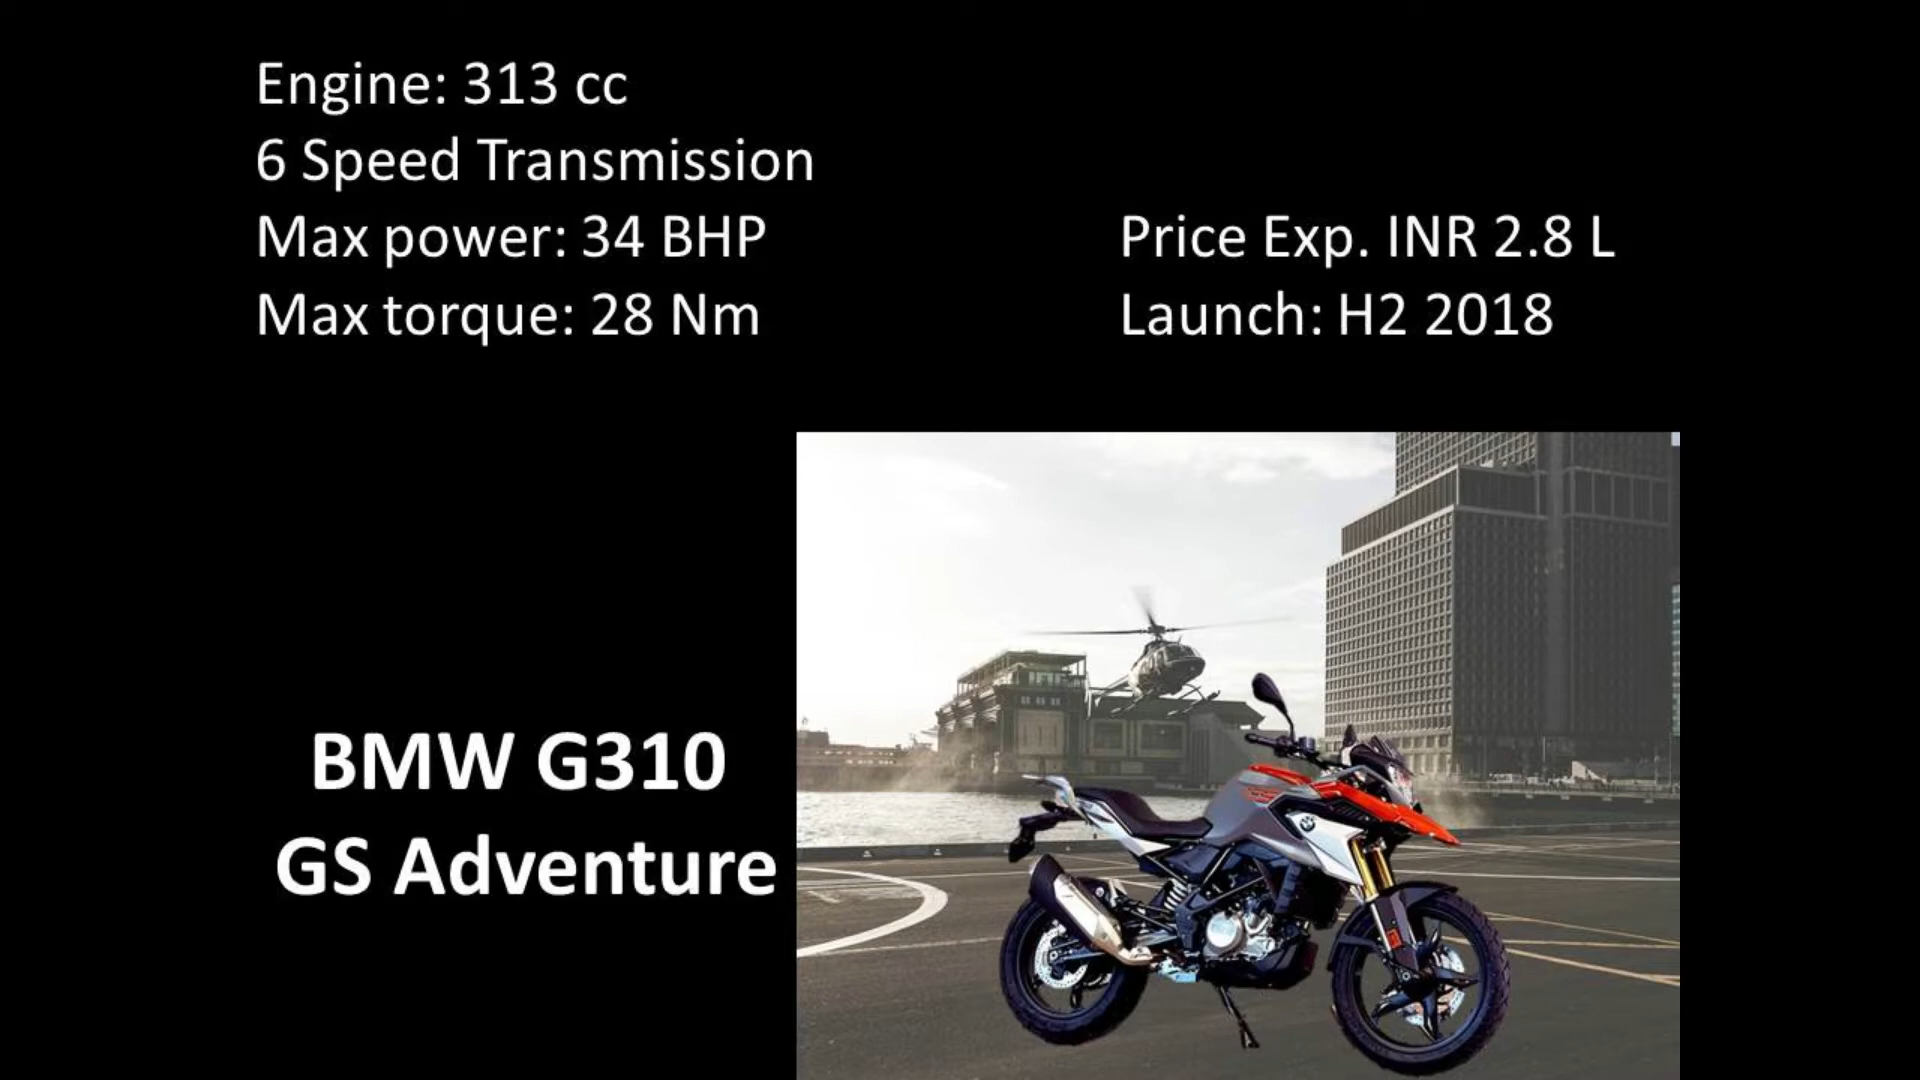 Engine: 313 cc
6 Speed Transmission
Max power: 34 BHP
Max torque: 28 Nm
Price Exp. INR 2.8 L
Launch: H2 2018
BMW G310
GS Adventure